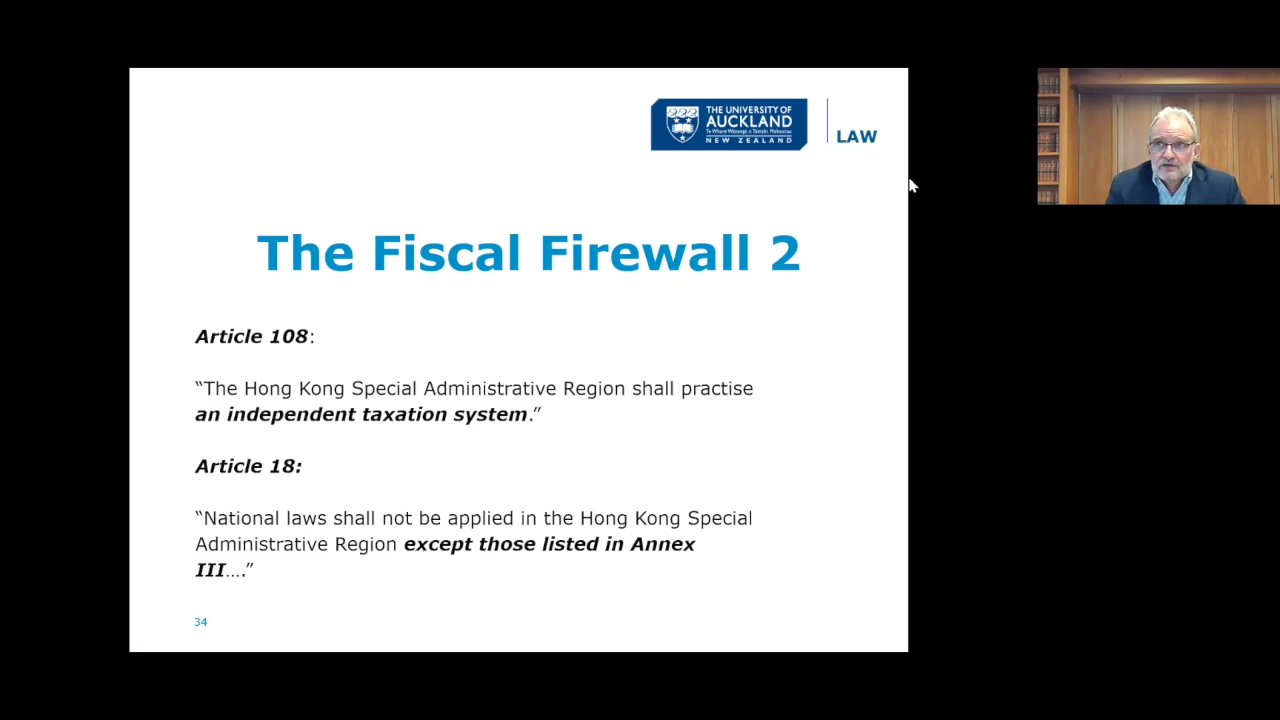 THE UNIVERSITY OF
AUCKLAND
Te Whare Wānanga o Tāmaki Makaurau
NEW ZEALAND
LAW
The Fiscal Firewall 2
Article 108:
“The Hong Kong Special Administrative Region shall practise
an independent taxation system.”
Article 18:
“National laws shall not be applied in the Hong Kong Special
Administrative Region except those listed in Annex
III….”
34